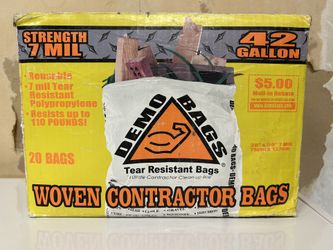 STRENGTH
7 MIL
42
GALLON
Reusable
• 7 mil Tear
Resistant
Polypropylene
• Resists up to
110 POUNDS!
20 BAGS
$5.00
Mail-in Rebate
DEMO BAGS
Tear Resistant Bags
WOVEN CONTRACTOR BAGS